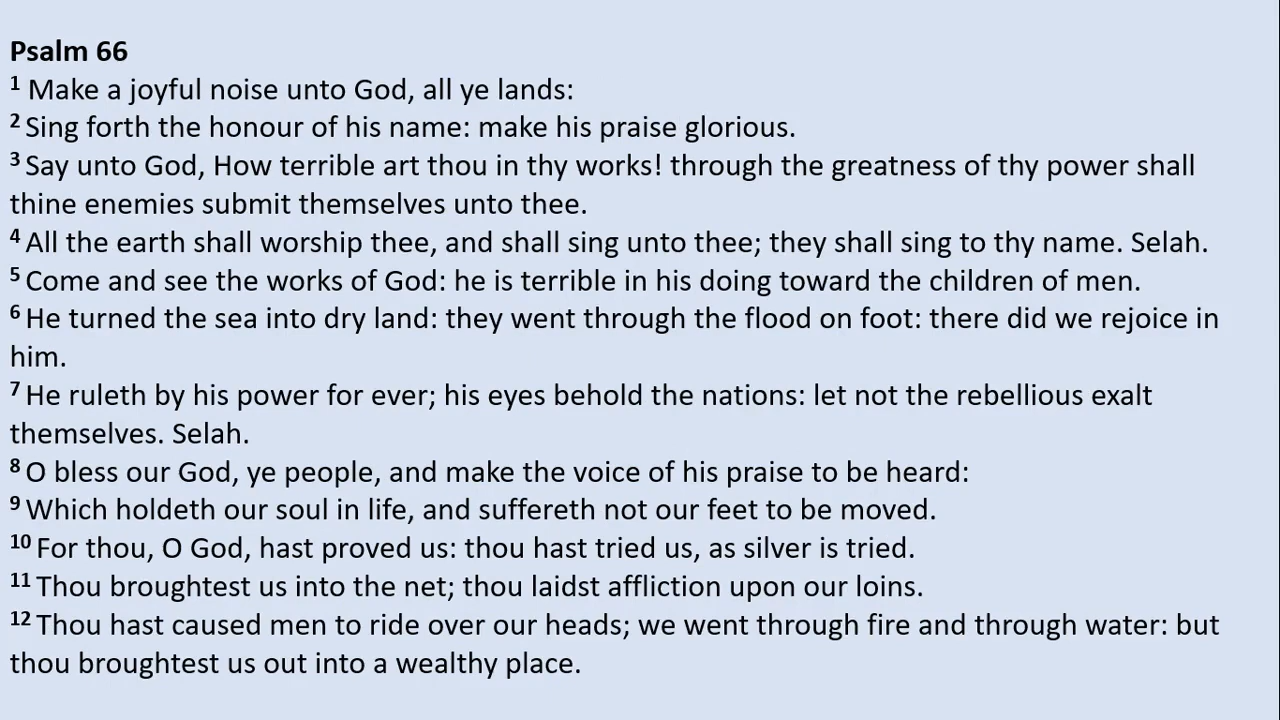 Psalm 66
1 Make a joyful noise unto God, all ye lands:
2 Sing forth the honour of his name: make his praise glorious.
3 Say unto God, How terrible art thou in thy works! through the greatness of thy power shall
thine enemies submit themselves unto thee.
4 All the earth shall worship thee, and shall sing unto thee; they shall sing to thy name. Selah.
5 Come and see the works of God: he is terrible in his doing toward the children of men.
6 He turned the sea into dry land: they went through the flood on foot: there did we rejoice in
him.
7 He ruleth by his power for ever; his eyes behold the nations: let not the rebellious exalt
themselves. Selah.
8 O bless our God, ye people, and make the voice of his praise to be heard:
9 Which holdeth our soul in life, and suffereth not our feet to be moved.
10 For thou, O God, hast proved us: thou hast tried us, as silver is tried.
11 Thou broughtest us into the net; thou laidst affliction upon our loins.
12 Thou hast caused men to ride over our heads; we went through fire and through water: but
thou broughtest us out into a wealthy place.